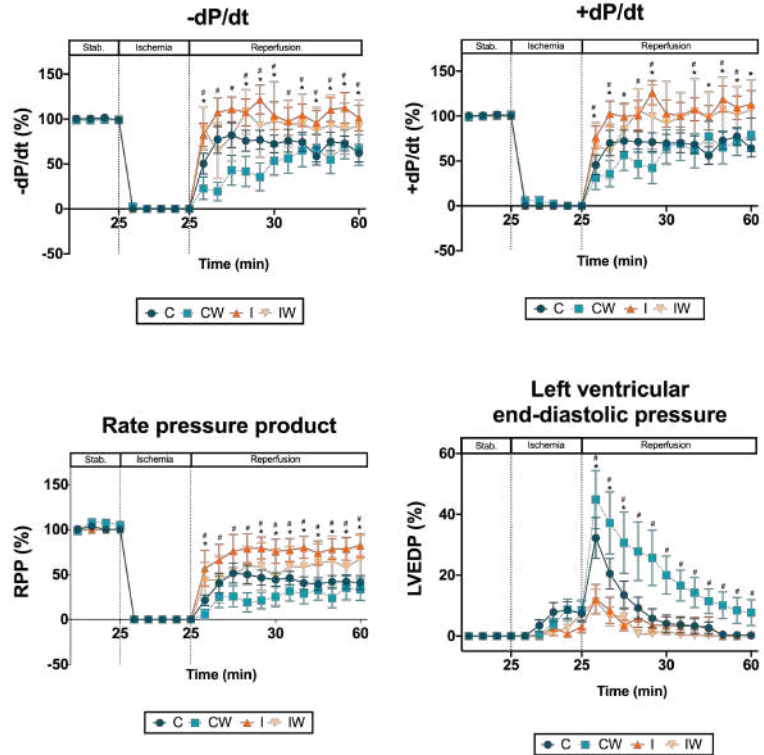 -dP/dt
Stab. Ischemia Reperfusion
-dP/dt (%)
150
100
50
0
-50
25 25 30 60
Time (min)
C CW I IW
+dP/dt
Stab. Ischemia Reperfusion
+dP/dt (%)
150
100
50
0
-50
25 25 30 60
Time (min)
C CW I IW
Rate pressure product
Stab. Ischemia Reperfusion
RPP (%)
150
100
50
0
-50
25 25 30 60
Time (min)
C CW I IW
Left ventricular
end-diastolic pressure
Stab. Ischemia Reperfusion
LVEDP (%)
60
40
20
0
25 25 30 60
Time (min)
C CW I IW